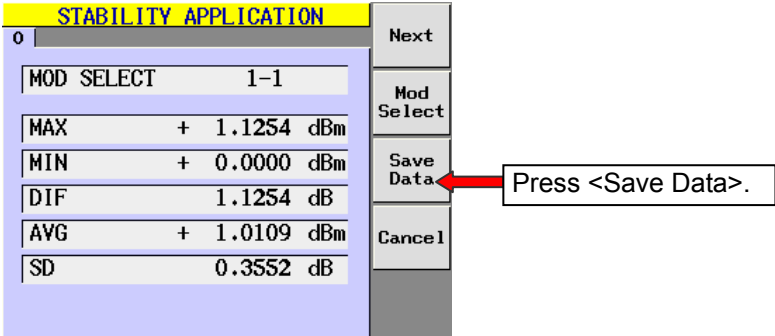 STABILITY APPLICATION
0
MOD SELECT 1-1
MAX + 1.1254 dBm
MIN + 0.0000 dBm
DIF 1.1254 dB
AVG + 1.0109 dBm
SD 0.3552 dB
Next
Mod
Select
Save
Data
Cancel
Press <Save Data>.